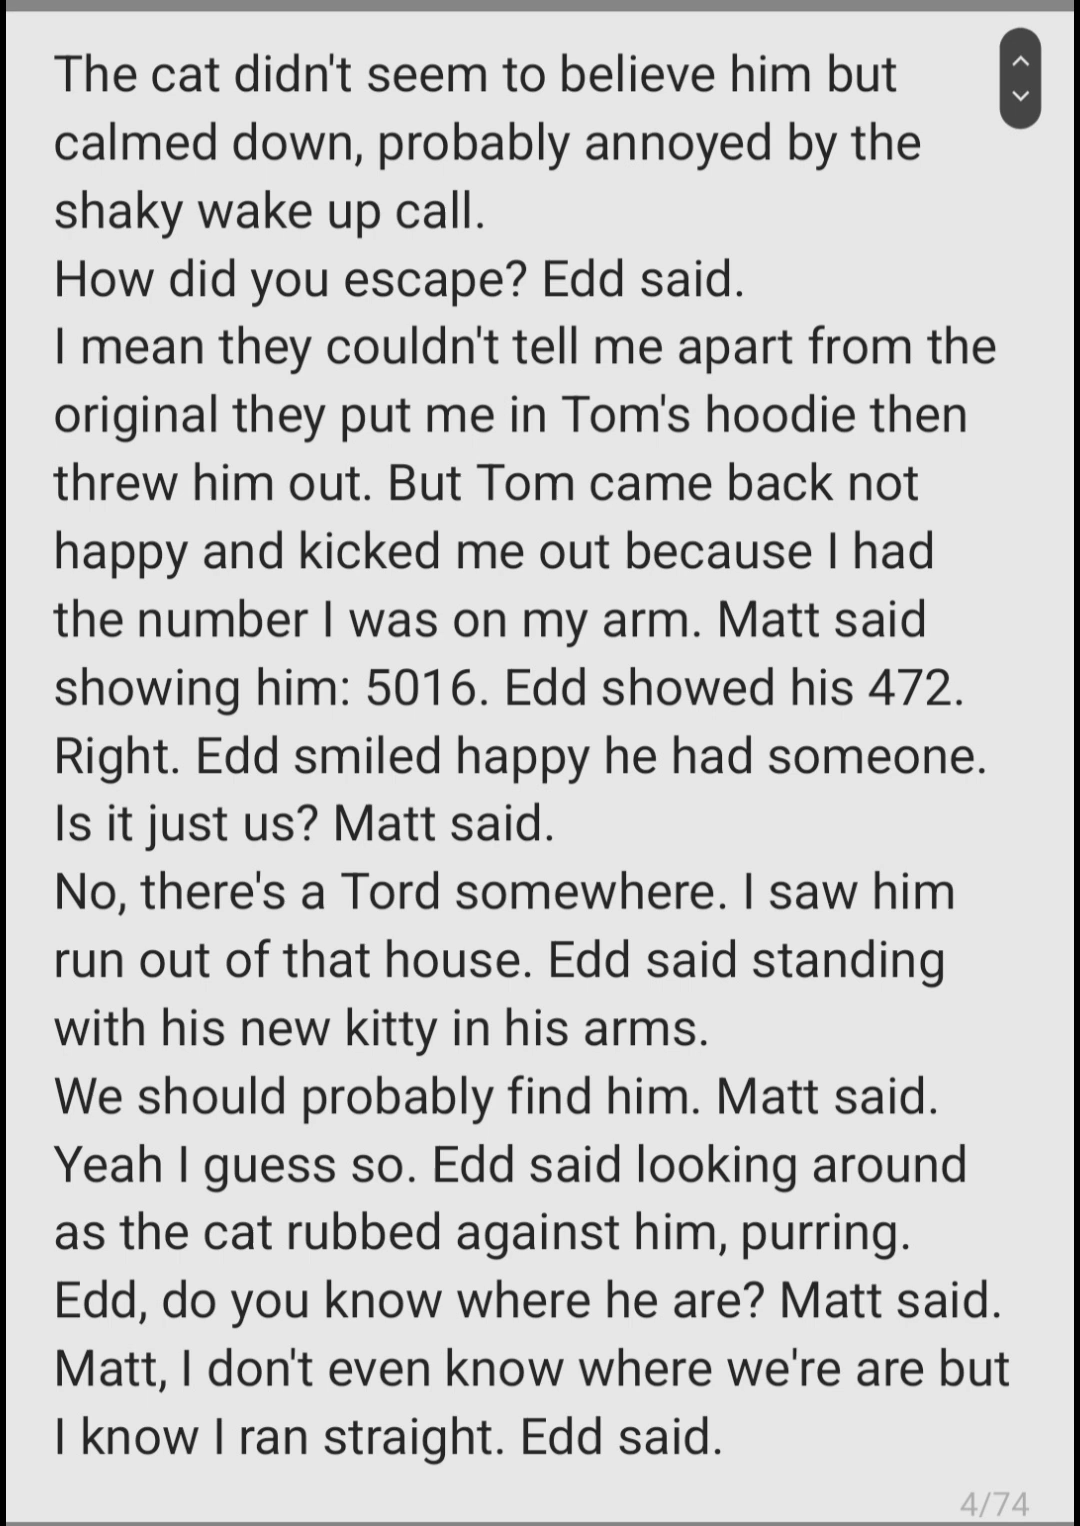 The cat didn't seem to believe him but
calmed down, probably annoyed by the
shaky wake up call.
How did you escape? Edd said.
I mean they couldn't tell me apart from the
original they put me in Tom's hoodie then
threw him out. But Tom came back not
happy and kicked me out because I had
the number I was on my arm. Matt said
showing him: 5016. Edd showed his 472.
Right. Edd smiled happy he had someone.
Is it just us? Matt said.
No, there's a Tord somewhere. I saw him
run out of that house. Edd said standing
with his new kitty in his arms.
We should probably find him. Matt said.
Yeah I guess so. Edd said looking around
as the cat rubbed against him, purring.
Edd, do you know where he are? Matt said.
Matt, I don't even know where we're are but
I know I ran straight. Edd said.
4/74